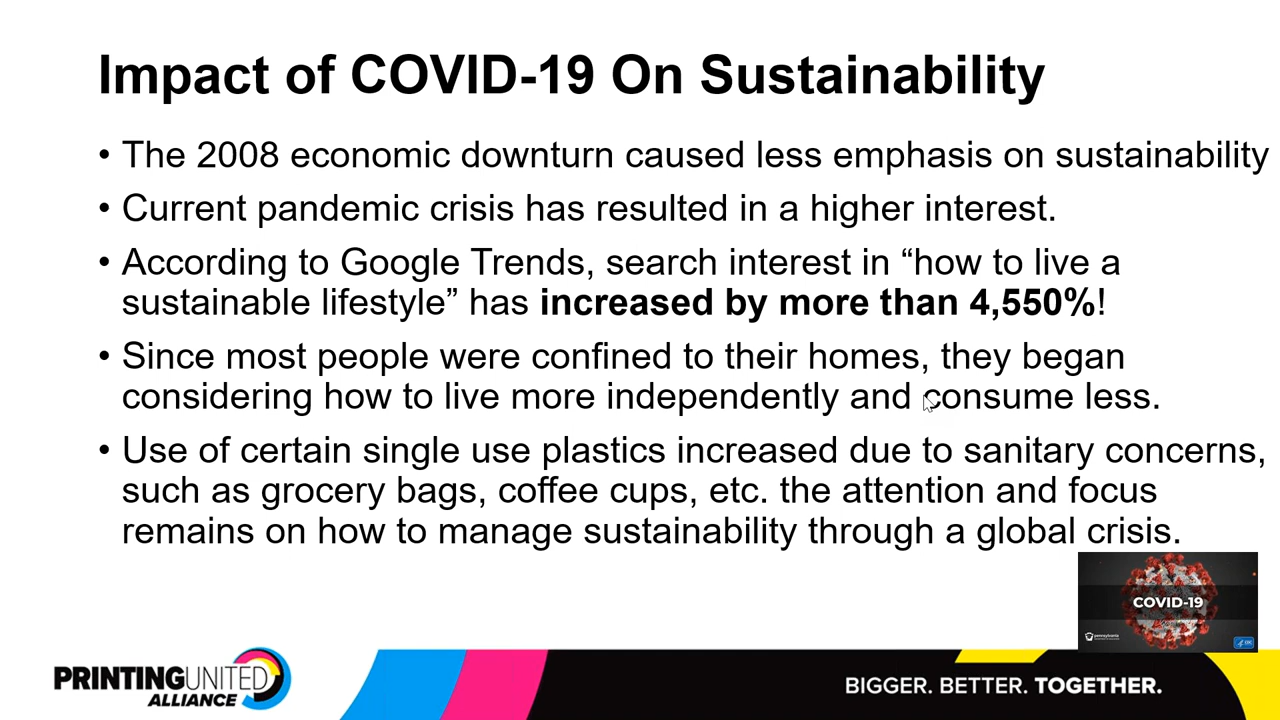 Impact of COVID-19 On Sustainability
• The 2008 economic downturn caused less emphasis on sustainability
• Current pandemic crisis has resulted in a higher interest.
• According to Google Trends, search interest in “how to live a
sustainable lifestyle” has increased by more than 4,550%!
• Since most people were confined to their homes, they began
considering how to live more independently and consume less.
• Use of certain single use plastics increased due to sanitary concerns,
such as grocery bags, coffee cups, etc. the attention and focus
remains on how to manage sustainability through a global crisis.
COVID-19
pennsylvania
PRINTINGUNITED
ALLIANCE
BIGGER. BETTER. TOGETHER.